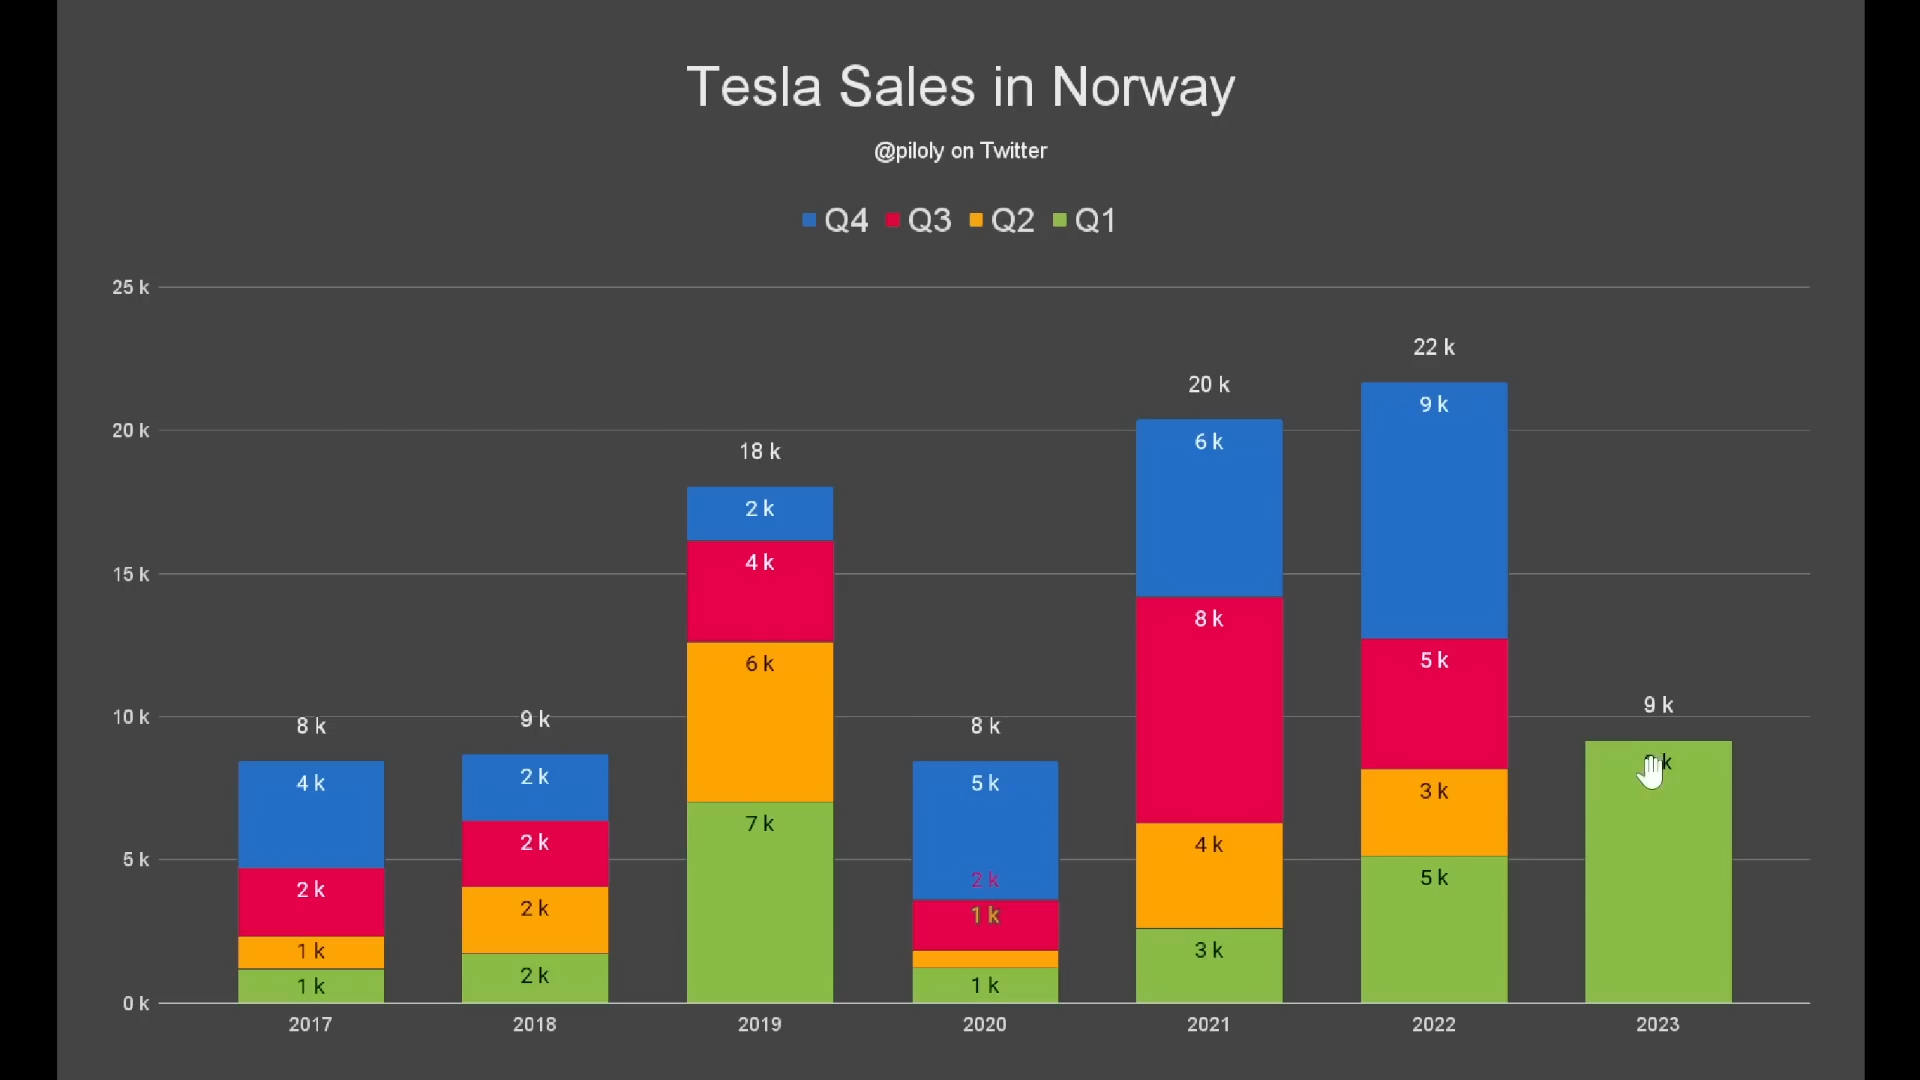 Tesla Sales in Norway
@piloly on Twitter
Q4 Q3 Q2 Q1
25 k
22 k
20 k
9 k
20 k
6 k
18 k
2 k
15 k
4 k
8 k
5 k
6 k
9 k
10 k
8 k
9 k
8 k
k
4 k
2 k
5 k
3 k
7 k
2 k
4 k
5 k
2 k
2 k
5 k
2 k
1 k
1 k
2 k
3 k
1 k
2 k
1 k
0 k
2017 2018 2019 2020 2021 2022 2023